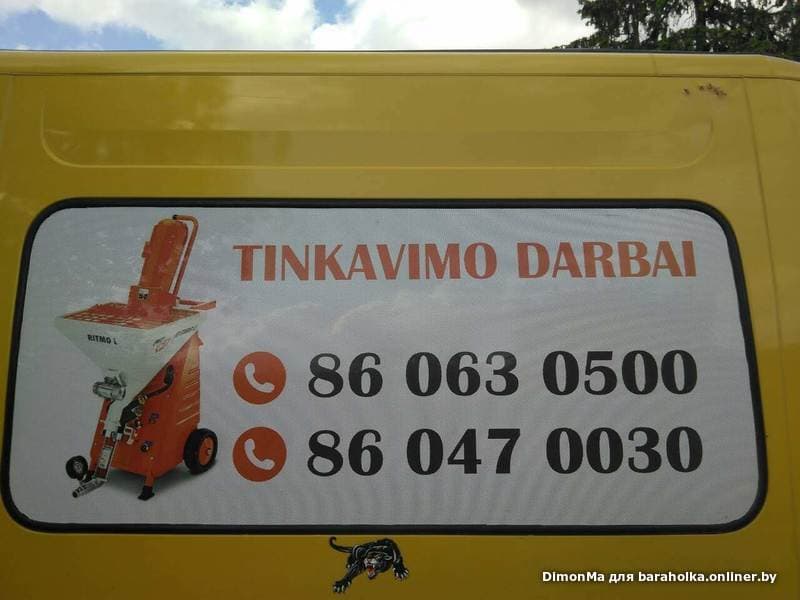 TINKAVIMO DARBAI
RITMO L
86 063 0500
86 047 0030
DimonMa для baraholka.onliner.by